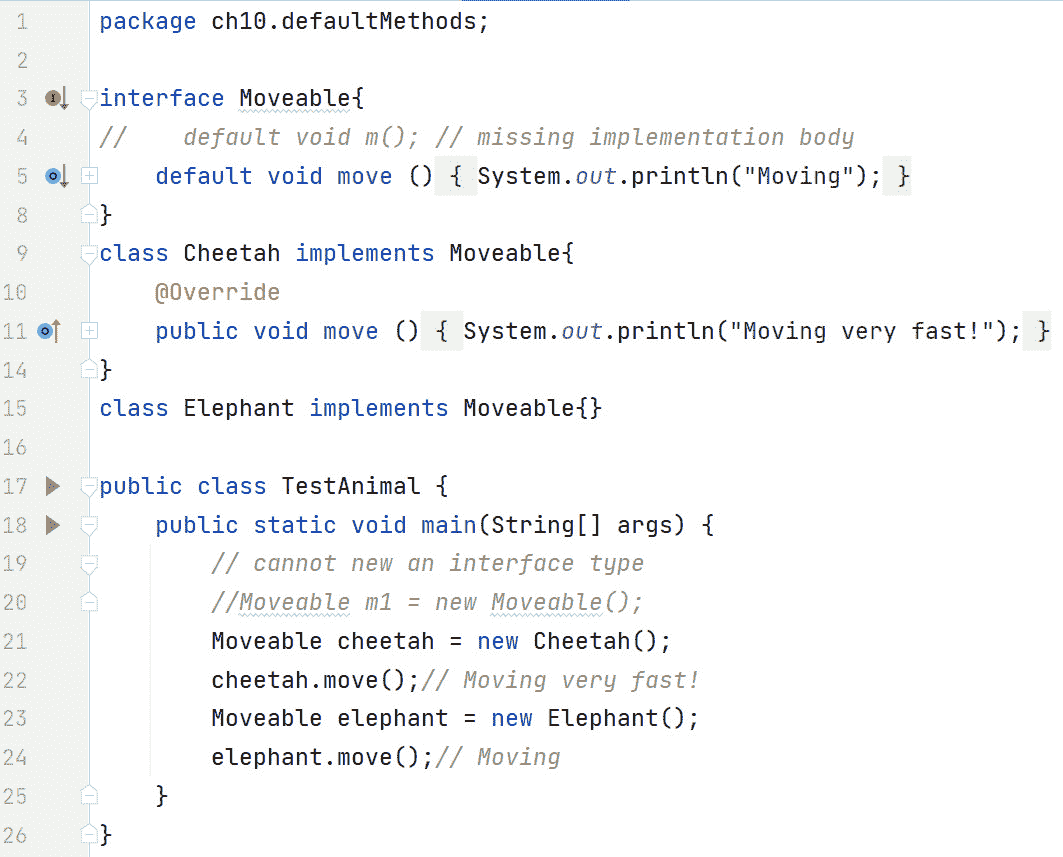 1 package ch10.defaultMethods;
2
3 interface Moveable{
4 //    default void m(); // missing implementation body
5     default void move () { System.out.println("Moving"); }
8 }
9 class Cheetah implements Moveable{
10     @Override
11     public void move () { System.out.println("Moving very fast!"); }
14 }
15 class Elephant implements Moveable{}
16
17 public class TestAnimal {
18     public static void main(String[] args) {
19         // cannot new an interface type
20         //Moveable m1 = new Moveable();
21         Moveable cheetah = new Cheetah();
22         cheetah.move();// Moving very fast!
23         Moveable elephant = new Elephant();
24         elephant.move();// Moving
25     }
26 }